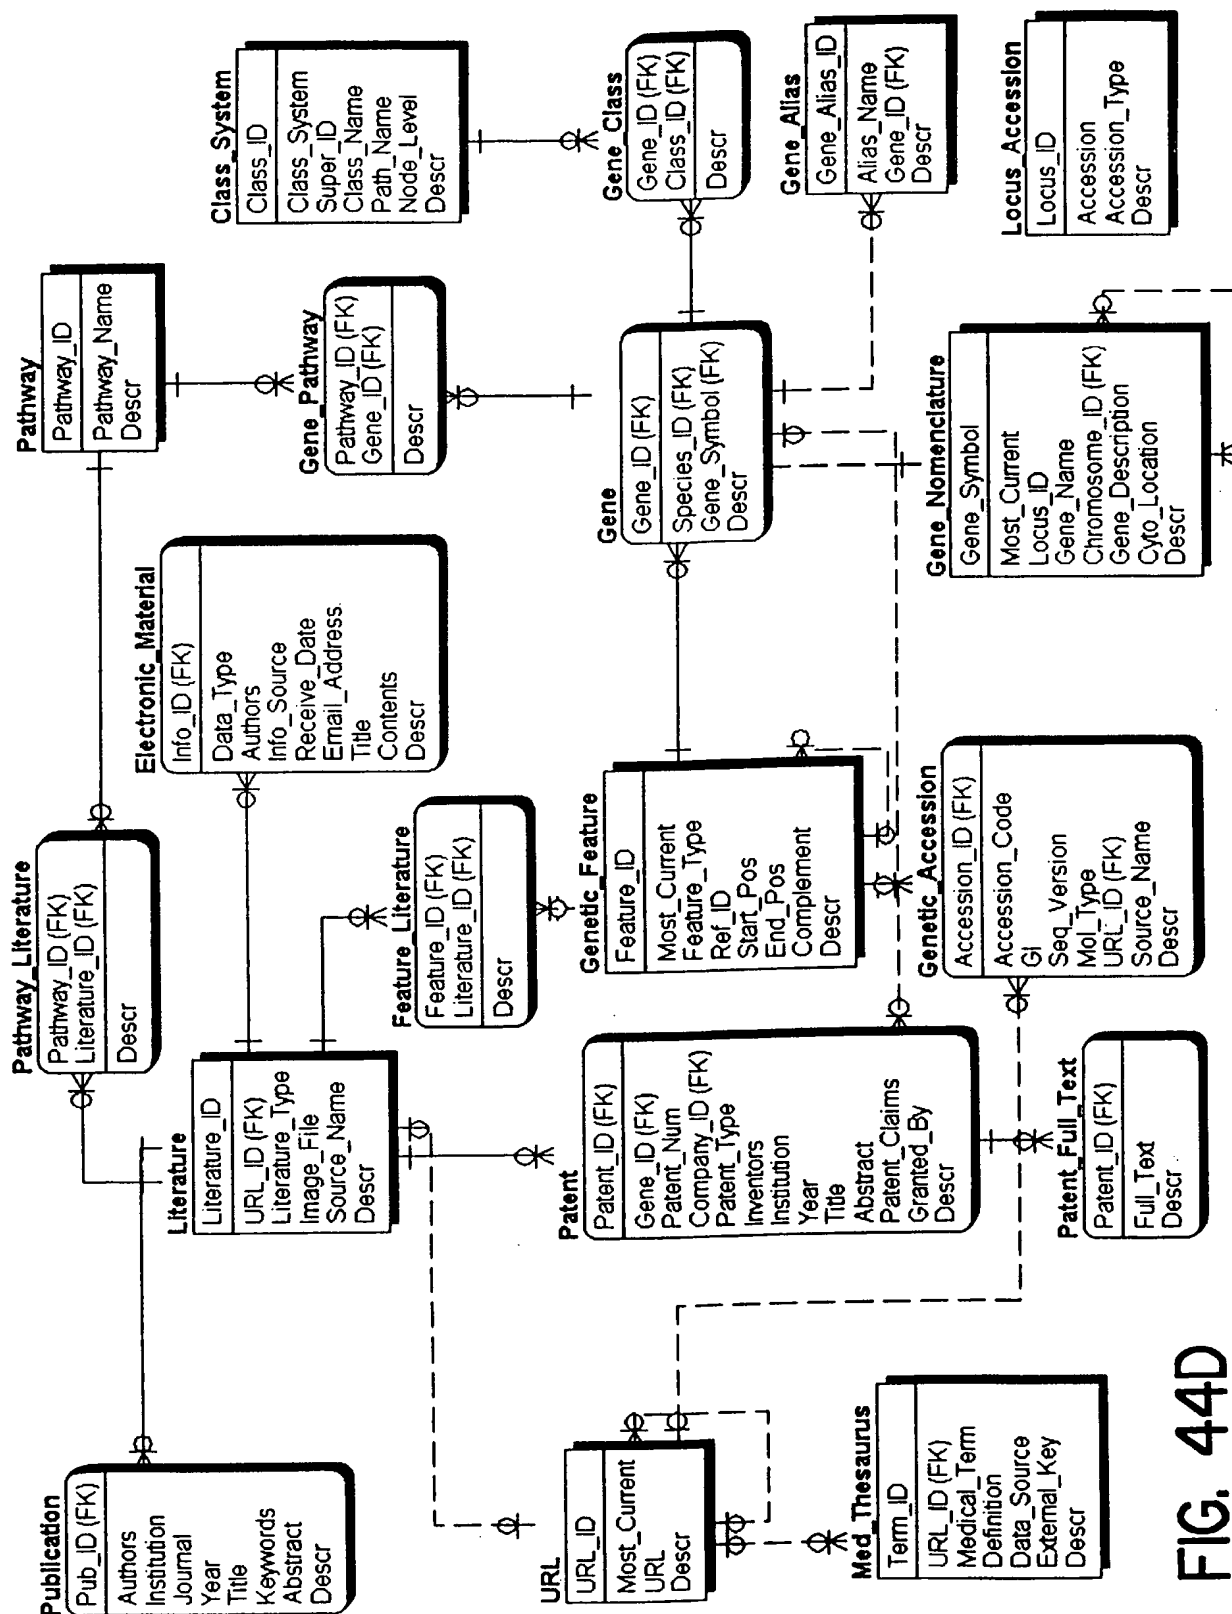 Publication
Pub_ID (FK)
Authors
Institution
Journal
Year
Title
Keywords
Abstract
Descr
Pathway_Literature
Pathway_ID (FK)
Literature_ID (FK)
Descr
Pathway
Pathway_ID
Pathway_Name
Descr
Literature
Literature_ID
URL_ID (FK)
Literature_Type
Image_File
Source_Name
Descr
Electronic_Material
Info_ID (FK)
Data_Type
Authors
Info_Source
Receive_Date
Email_Address
Title
Contents
Descr
Class_System
Class_ID
Class_System
Super_ID
Class_Name
Path_Name
Node_Level
Descr
Gene_Pathway
Pathway_ID (FK)
Gene_ID (FK)
Descr
Feature_Literature
Feature_ID (FK)
Literature_ID (FK)
Descr
URL
URL_ID
Most_Current
URL
Descr
Patent
Patent_ID (FK)
Gene_ID (FK)
Patent_Num
Company_ID (FK)
Patent_Type
Inventors
Institution
Year
Title
Abstract
Patent_Claims
Granted_By
Descr
Genetic_Feature
Feature_ID
Most_Current
Feature_Type
Ref_ID
Start_Pos
End_Pos
Complement
Descr
Gene
Gene_ID (FK)
Species_ID (FK)
Gene_Symbol (FK)
Descr
Gene_Class
Gene_ID (FK)
Class_ID (FK)
Descr
Gene_Alias
Gene_Alias_ID
Alias_Name
Gene_ID (FK)
Descr
Med_Thesaurus
Term_ID
URL_ID (FK)
Medical_Term
Definition
Data_Source
External_Key
Descr
Genetic_Accession
Accession_ID (FK)
Accession_Code
GI
Seq_Version
Mol_Type
URL_ID (FK)
Source_Name
Descr
Gene_Nomenclature
Gene_Symbol
Most_Current
Locus_ID
Gene_Name
Chromosome_ID (FK)
Gene_Description
Cyto_Location
Descr
Locus_Accession
Locus_ID
Accession
Accession_Type
Descr
Patent_Full_Text
Patent_ID (FK)
Full_Text
Descr
FIG. 44D